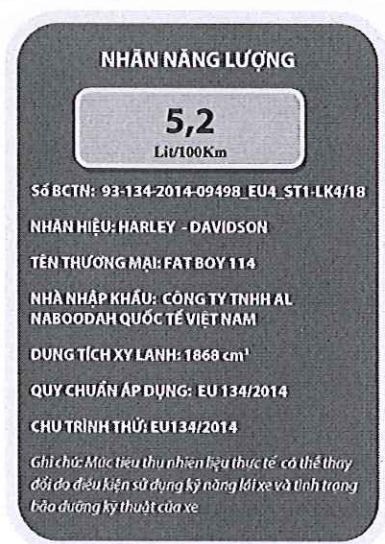 NHÃN NĂNG LƯỢNG
5,2
Lit/100Km
Số BCTN: 93-134-2014-09498_EU4_ST1-LK4/18
NHÃN HIỆU: HARLEY - DAVIDSON
TÊN THƯƠNG MẠI: FAT BOY 114
NHÀ NHẬP KHẨU: CÔNG TY TNHH AL
NABOODAH QUỐC TẾ VIỆT NAM
DUNG TÍCH XY LANH: 1868 cm³
QUY CHUẨN ÁP DỤNG: EU 134/2014
CHU TRÌNH THỬ: EU134/2014
Ghi chú: Mức tiêu thụ nhiên liệu thực tế có thể thay
đổi do điều kiện sử dụng kỹ năng lái xe và tình trạng
bảo dưỡng kỹ thuật của xe